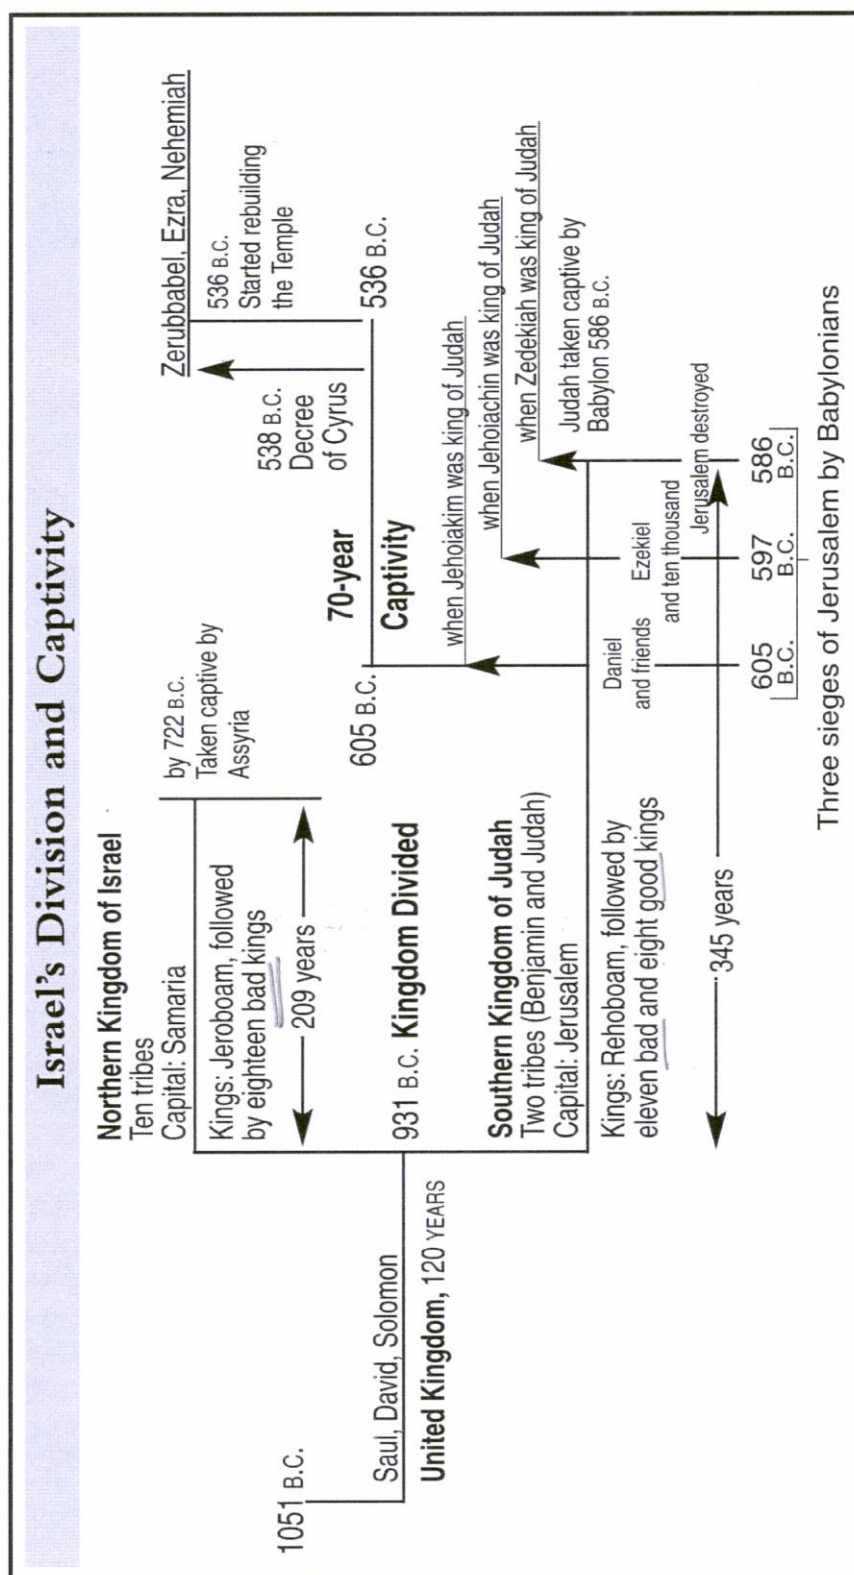 Israel's Division and Captivity
1051 B.C.
Saul, David, Solomon
United Kingdom, 120 YEARS
Northern Kingdom of Israel
Ten tribes
Capital: Samaria
Kings: Jeroboam, followed
by eighteen bad kings
209 years
by 722 B.C.
Taken captive by
Assyria
931 B.C. Kingdom Divided
Southern Kingdom of Judah
Two tribes (Benjamin and Judah)
Capital: Jerusalem
Kings: Rehoboam, followed by
eleven bad and eight good kings
345 years
605 B.C.
70-year
Captivity
538 B.C.
Decree
of Cyrus
Zerubbabel, Ezra, Nehemiah
536 B.C.
Started rebuilding
the Temple
536 B.C.
when Jehoiakim was king of Judah
when Jehoiachin was king of Judah
when Zedekiah was king of Judah
Judah taken captive by
Babylon 586 B.C.
Daniel
and friends
Ezekiel
and ten thousand
Jerusalem destroyed
605
B.C.
597
B.C.
586
B.C.
Three sieges of Jerusalem by Babylonians